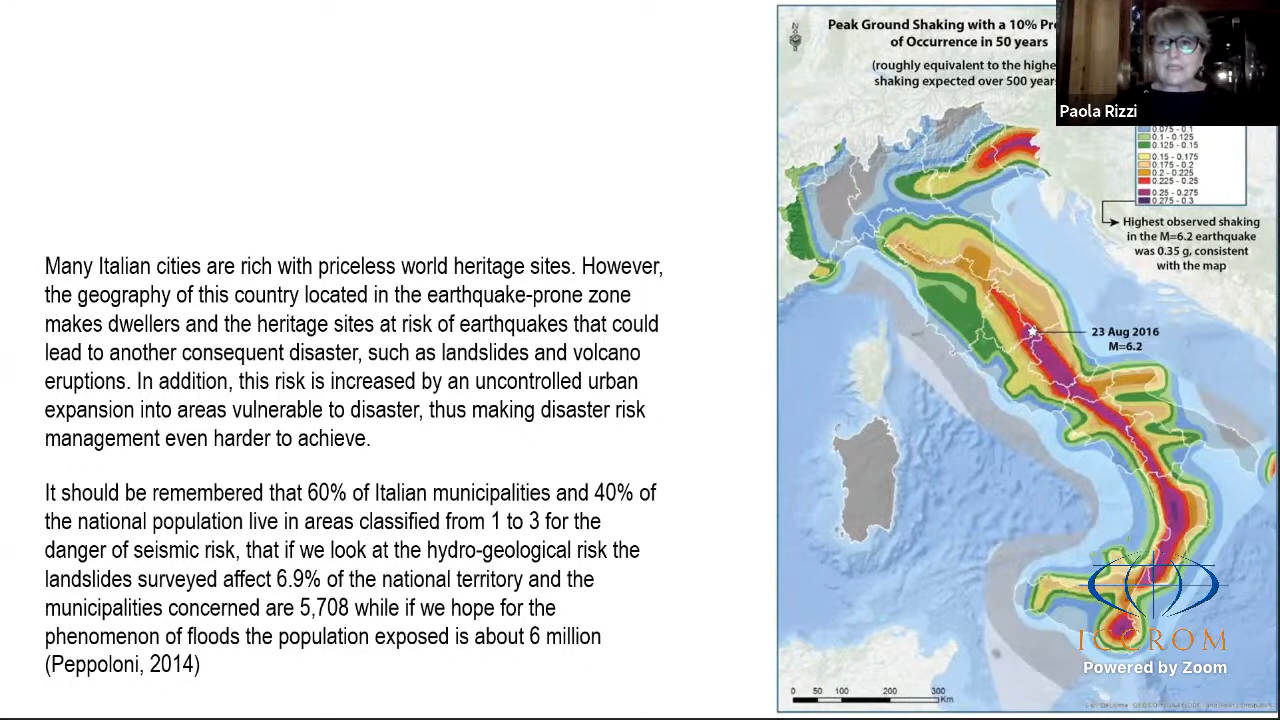 Many Italian cities are rich with priceless world heritage sites. However,
the geography of this country located in the earthquake-prone zone
makes dwellers and the heritage sites at risk of earthquakes that could
lead to another consequent disaster, such as landslides and volcano
eruptions. In addition, this risk is increased by an uncontrolled urban
expansion into areas vulnerable to disaster, thus making disaster risk
management even harder to achieve.
It should be remembered that 60% of Italian municipalities and 40% of
the national population live in areas classified from 1 to 3 for the
danger of seismic risk, that if we look at the hydro-geological risk the
landslides surveyed affect 6.9% of the national territory and the
municipalities concerned are 5,708 while if we hope for the
phenomenon of floods the population exposed is about 6 million
(Peppoloni, 2014)
Peak Ground Shaking with a 10%
of Occurrence in 50 years
(roughly equivalent to the
shaking expected over 500
Paola Rizzi
0.075 - 0.1
0.1 - 0.125
0.125 - 0.15
0.15 - 0.175
0.175 - 0.2
0.2 - 0.225
0.225 - 0.25
0.25 - 0.275
0.275 - 0.3
Highest observed shaking
in the M=6.2 earthquake
was 0.35 g, consistent
with the map
23 Aug 2016
M=6.2
ICCROM
Powered by Zoom
0 50 100 200 300
Km